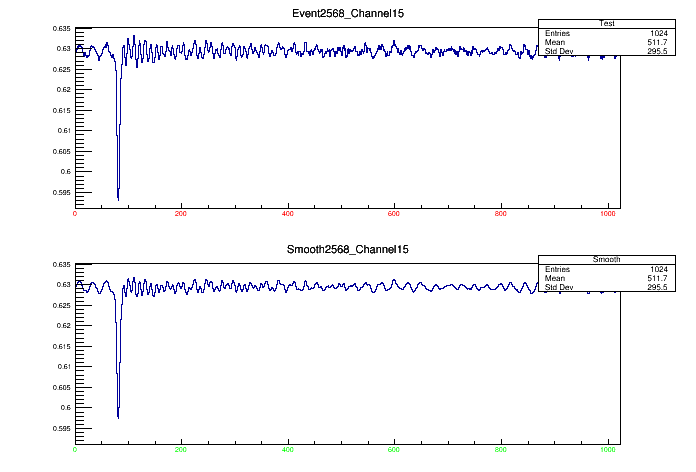 Event2568_Channel15
Test
Entries 1024
Mean 511.7
Std Dev 295.5
0.635
0.63
0.625
0.62
0.615
0.61
0.605
0.6
0.595
0 200 400 600 800 1000
Smooth2568_Channel15
Smooth
Entries 1024
Mean 511.7
Std Dev 295.5
0.635
0.63
0.625
0.62
0.615
0.61
0.605
0.6
0.595
0 200 400 600 800 1000